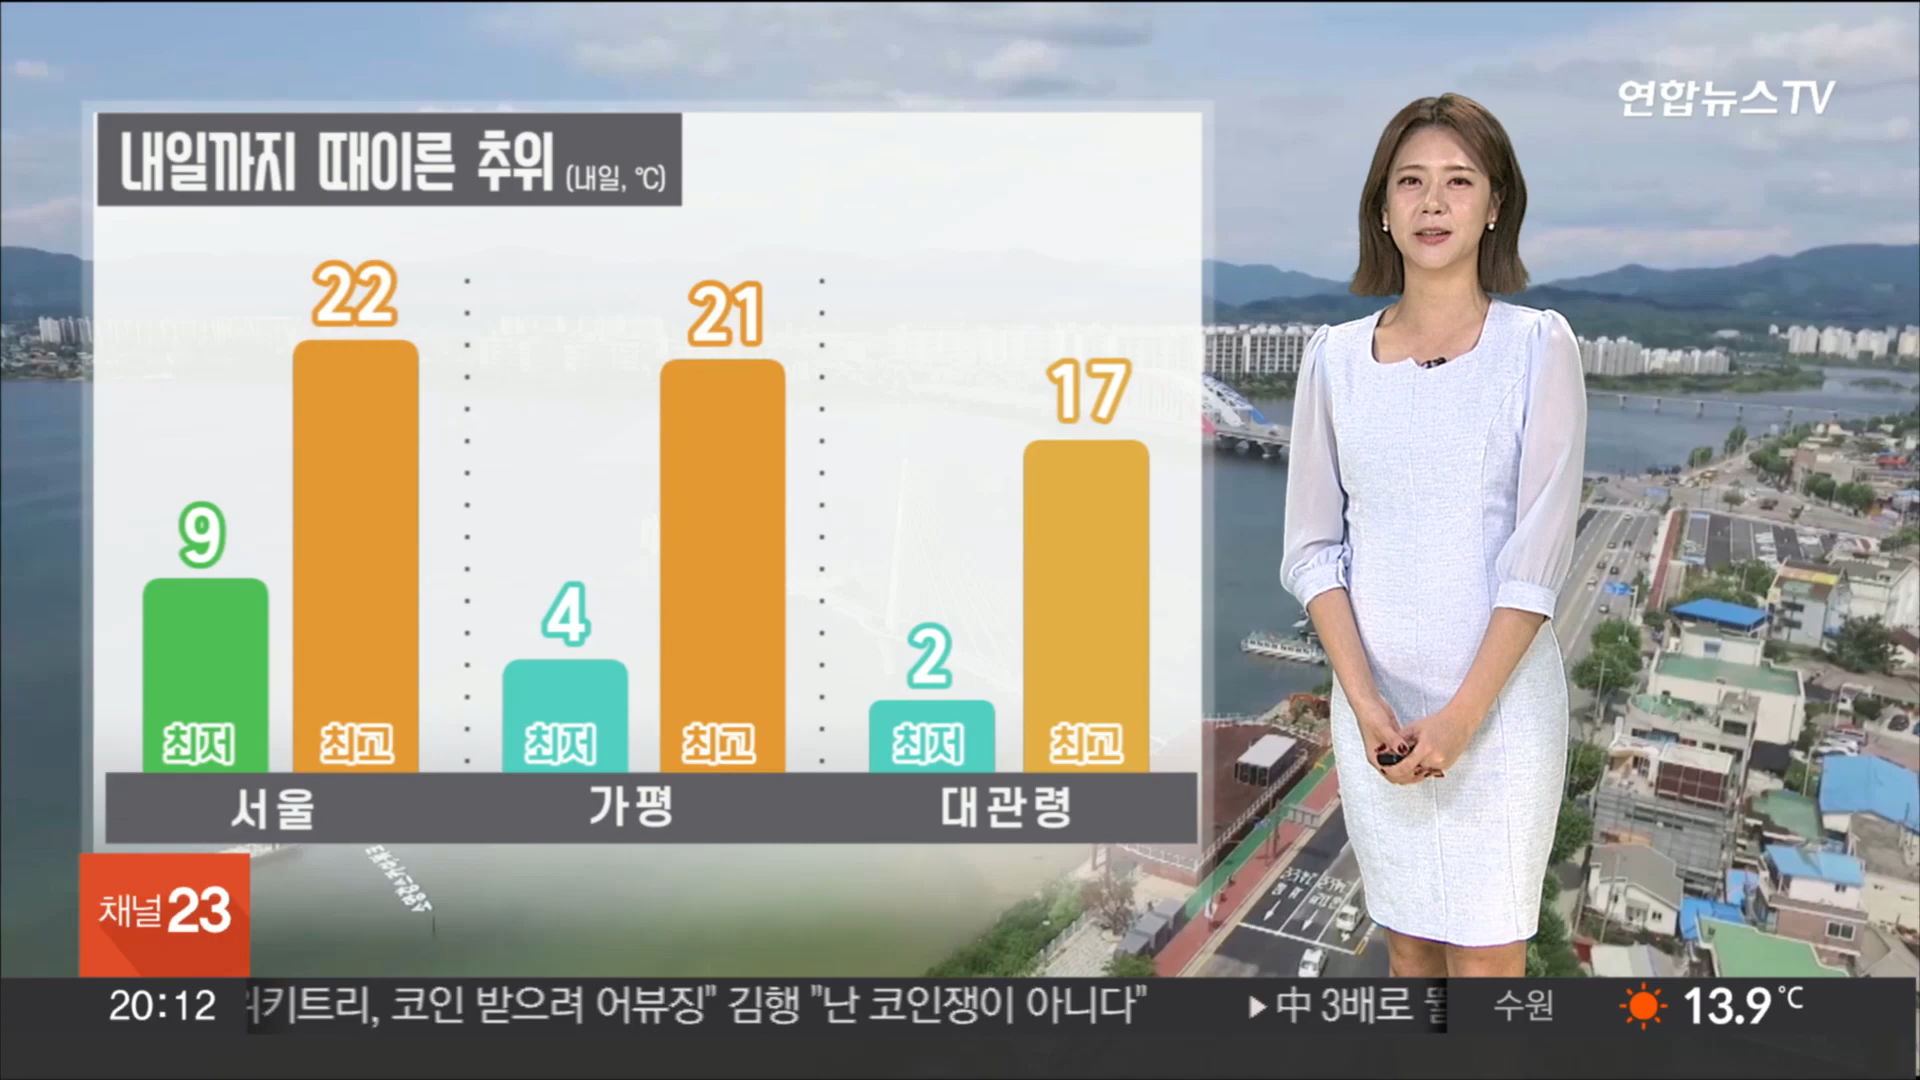 연합뉴스TV
내일까지 때이른 추위 (내일, ℃)
22
21
17
9
4
2
최저 최고 최저 최고 최저 최고
서울 가평 대관령
채널 23
20:12 위키트리, 코인 받으려 어뷰징" 김행 "난 코인쟁이 아니다" ▶中 3배로 수원 13.9℃